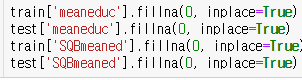 train['meaneduc'].fillna(0, inplace=True)
test['meaneduc'].fillna(0, inplace=True)
train['SQBmeaned'].fillna(0, inplace=True)
test['SQBmeaned'].fillna(0, inplace=True)